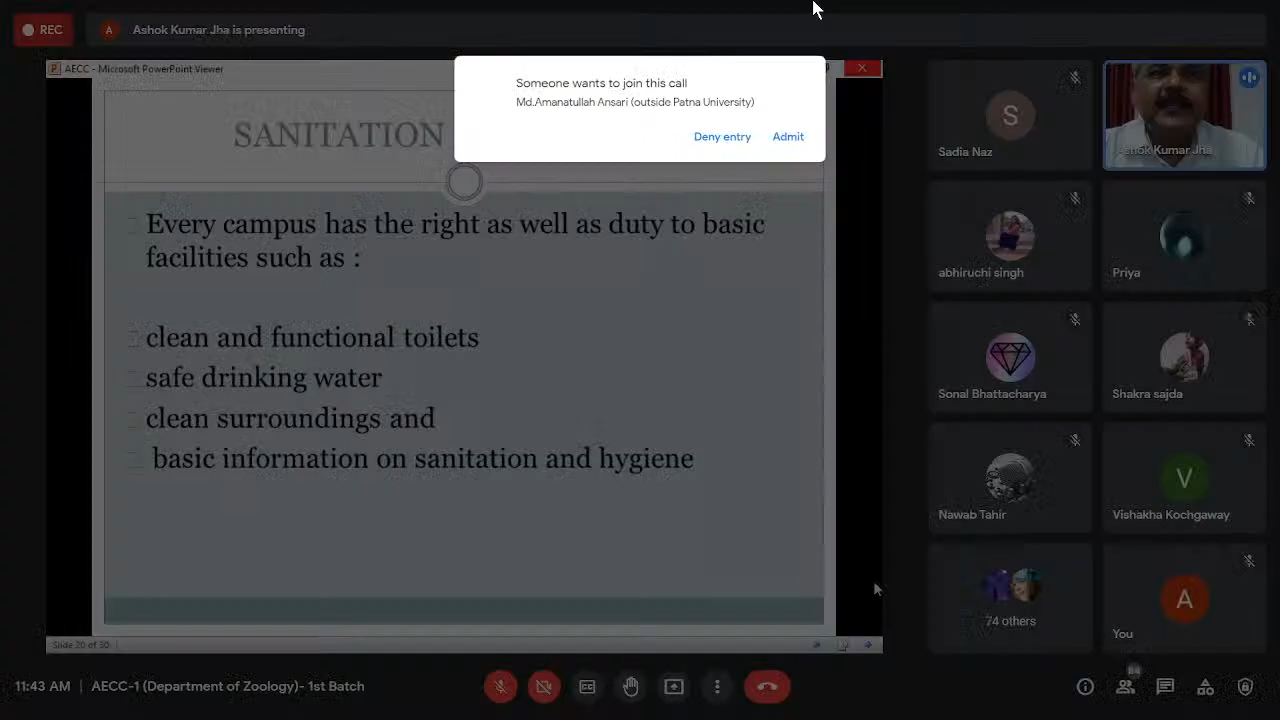 REC
A
Ashok Kumar Jha is presenting
AECC - Microsoft PowerPoint Viewer
Someone wants to join this call
Md.Amanatullah Ansari (outside Patna University)
Deny entry
Admit
SANITATION
Every campus has the right as well as duty to basic
facilities such as :
clean and functional toilets
safe drinking water
clean surroundings and
basic information on sanitation and hygiene
Slide 20 of 30
S
Sadia Naz
Ashok Kumar Jha
abhiruchi singh
Priya
Sonal Bhattacharya
Shakra sajda
Nawab Tahir
V
Vishakha Kochgaway
74 others
A
You
11:43 AM | AECC-1 (Department of Zoology)- 1st Batch
84